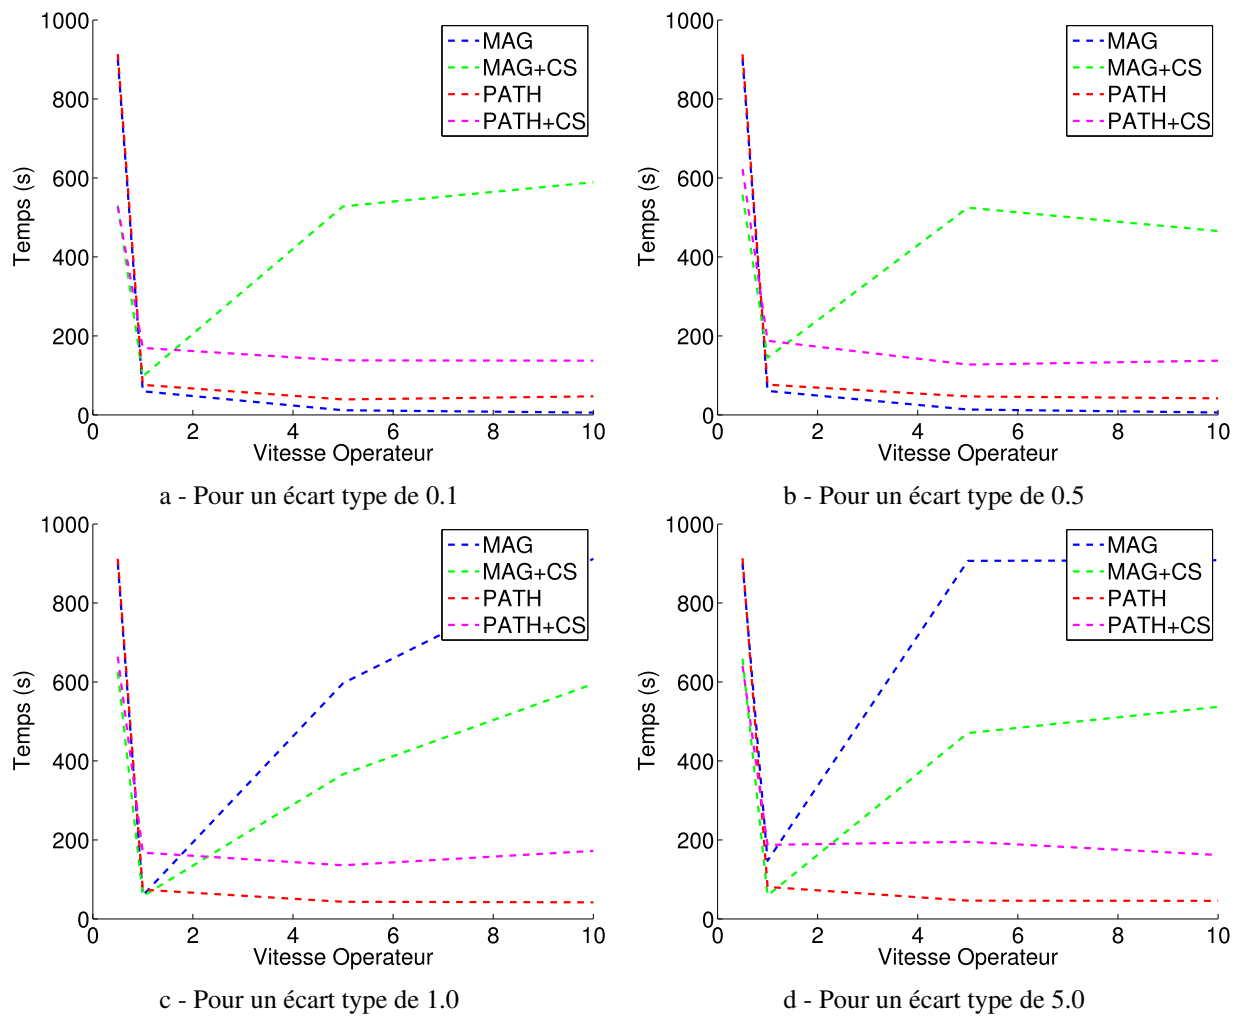 1000
800
600
400
200
0
Temps (s)
MAG
MAG+CS
PATH
PATH+CS
0 2 4 6 8 10
Vitesse Operateur
a - Pour un écart type de 0.1
1000
800
600
400
200
0
Temps (s)
MAG
MAG+CS
PATH
PATH+CS
0 2 4 6 8 10
Vitesse Operateur
b - Pour un écart type de 0.5
1000
800
600
400
200
0
Temps (s)
MAG
MAG+CS
PATH
PATH+CS
0 2 4 6 8 10
Vitesse Operateur
c - Pour un écart type de 1.0
1000
800
600
400
200
0
Temps (s)
MAG
MAG+CS
PATH
PATH+CS
0 2 4 6 8 10
Vitesse Operateur
d - Pour un écart type de 5.0